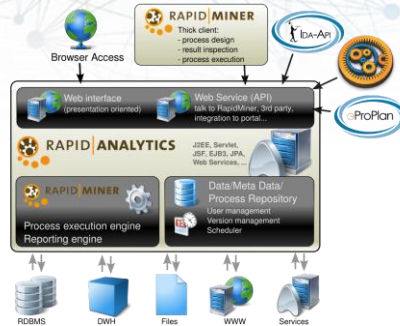 RAPID MINER
Thick client:
- process design
- result inspection
- process execution
IDA-API
Browser Access
eProPlan
Web interface
(presentation oriented)
Web Service (API)
talk to RapidMiner, 3rd party,
integration to portal...
RAPID ANALYTICS
J2EE, Servlet,
JSF, EJB3, JPA,
Web Services, ...
RAPID MINER
Process execution engine
Reporting engine
Data/Meta Data/
Process Repository
User management
Version management
Scheduler
RDBMS
DWH
Files
WWW
Services